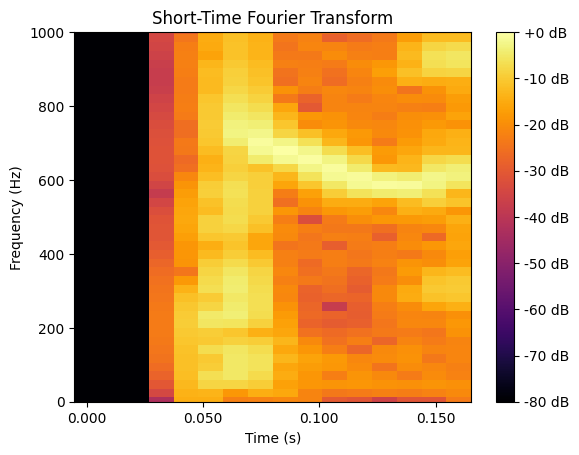 Short-Time Fourier Transform
Frequency (Hz)
1000
800
600
400
200
0
0.000
0.050
0.100
0.150
Time (s)
+0 dB
-10 dB
-20 dB
-30 dB
-40 dB
-50 dB
-60 dB
-70 dB
-80 dB